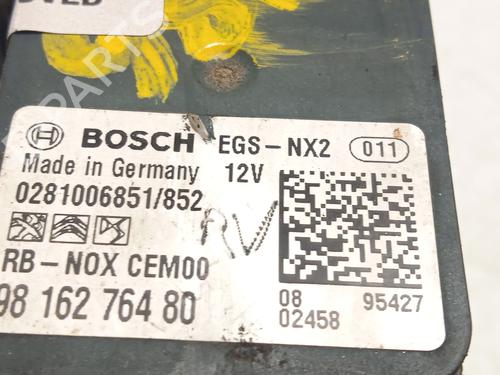 BOSCH EGS-NX2 011
Made in Germany 12V
0281006851/852
RV
RB-NOX CEM00
98 162 764 80
08 95427
02458